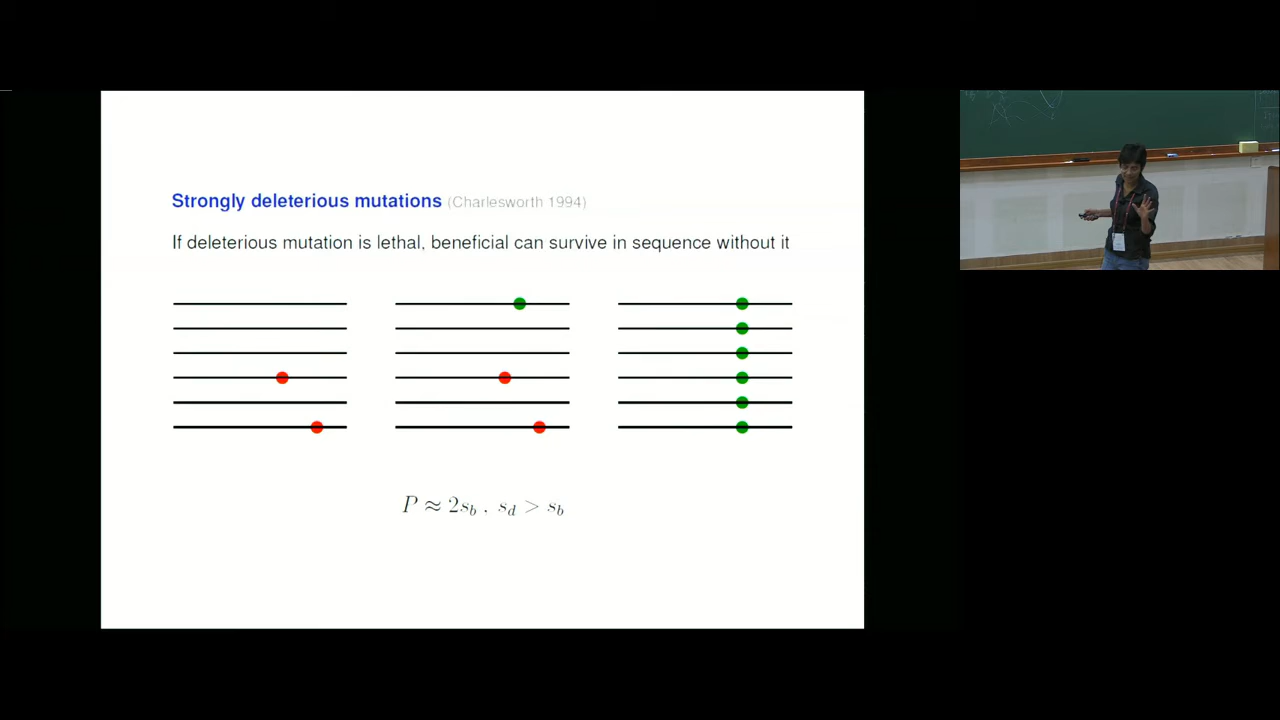 Strongly deleterious mutations (Charlesworth 1994)
If deleterious mutation is lethal, beneficial can survive in sequence without it
P ≈ 2s_b , s_d > s_b